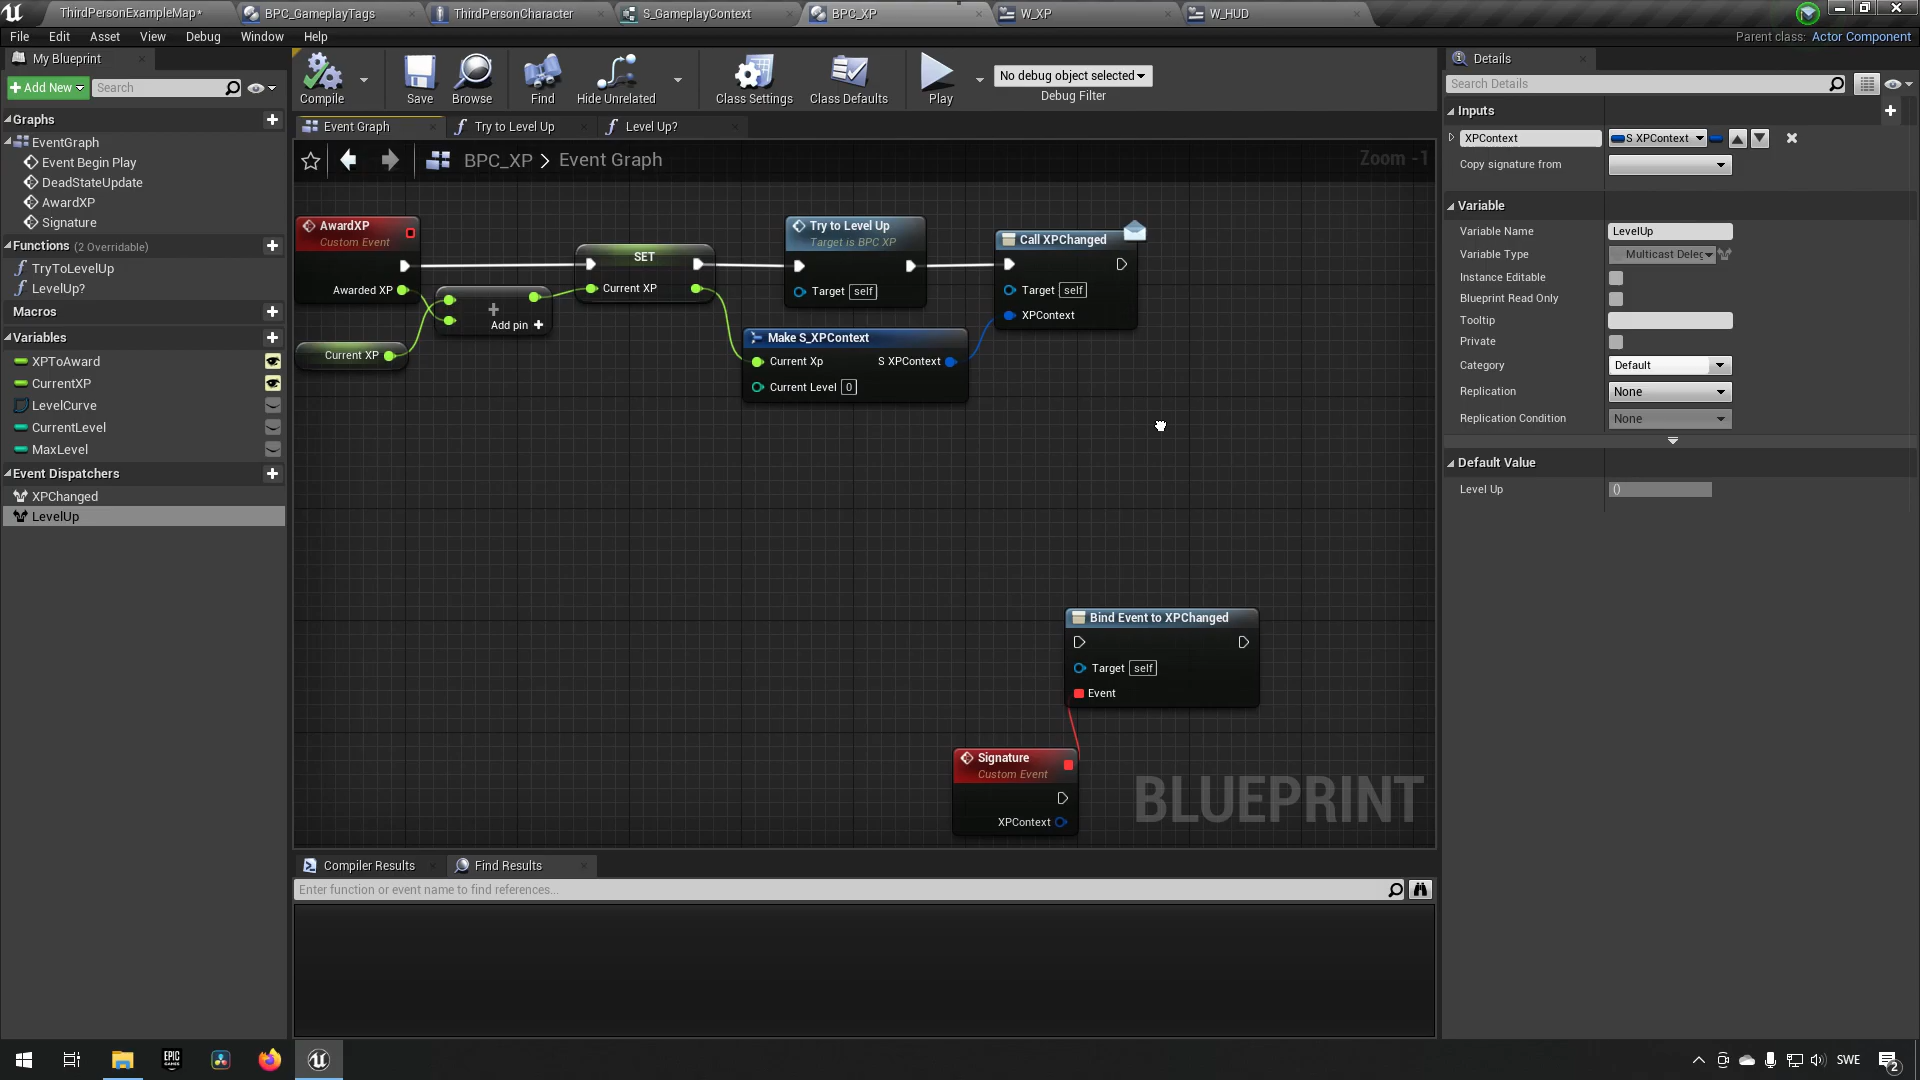 ThirdPersonExampleMap*
BPC_GameplayTags
ThirdPersonCharacter
S_GameplayContext
BPC_XP
W_XP
W_HUD
File Edit Asset View Debug Window Help
Parent class: Actor Component
My Blueprint
Add New
Search
Compile
Save
Browse
Find
Hide Unrelated
Class Settings
Class Defaults
Play
No debug object selected
Debug Filter
Graphs
EventGraph
Event Begin Play
DeadStateUpdate
AwardXP
Signature
Functions (2 Overridable)
TryToLevelUp
LevelUp?
Macros
Variables
XPToAward
CurrentXP
LevelCurve
CurrentLevel
MaxLevel
Event Dispatchers
XPChanged
LevelUp
Event Graph
Try to Level Up
Level Up?
BPC_XP > Event Graph
Zoom -1
AwardXP
Custom Event
Awarded XP
Current XP
Add pin +
SET
Current XP
Try to Level Up
Target is BPC XP
Target self
Make S_XPContext
Current Xp
S XPContext
Current Level 0
Call XPChanged
Target self
XPContext
Bind Event to XPChanged
Target self
Event
Signature
Custom Event
XPContext
BLUEPRINT
Compiler Results
Find Results
Enter function or event name to find references...
Details
Search Details
Inputs
XPContext
S XPContext
Copy signature from
Variable
Variable Name LevelUp
Variable Type Multicast Deleg
Instance Editable
Blueprint Read Only
Tooltip
Private
Category Default
Replication None
Replication Condition None
Default Value
Level Up ()
EPIC
GAMES
SWE
2